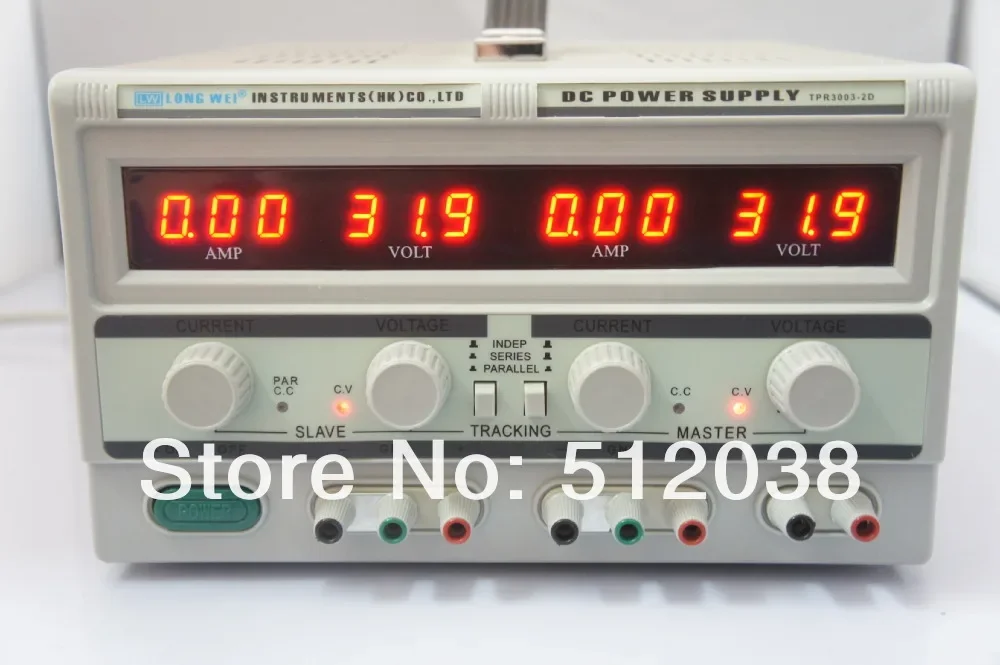 LW LONG WEI® INSTRUMENTS(HK)CO.,LTD DC POWER SUPPLY TPR3003-2D
0.00 31.9 0.00 31.9
AMP VOLT AMP VOLT
CURRENT VOLTAGE CURRENT VOLTAGE
INDEP
SERIES
PARALLEL
PAR
C.C C.V C.C C.V
SLAVE TRACKING MASTER
Store No: 512038
POWER